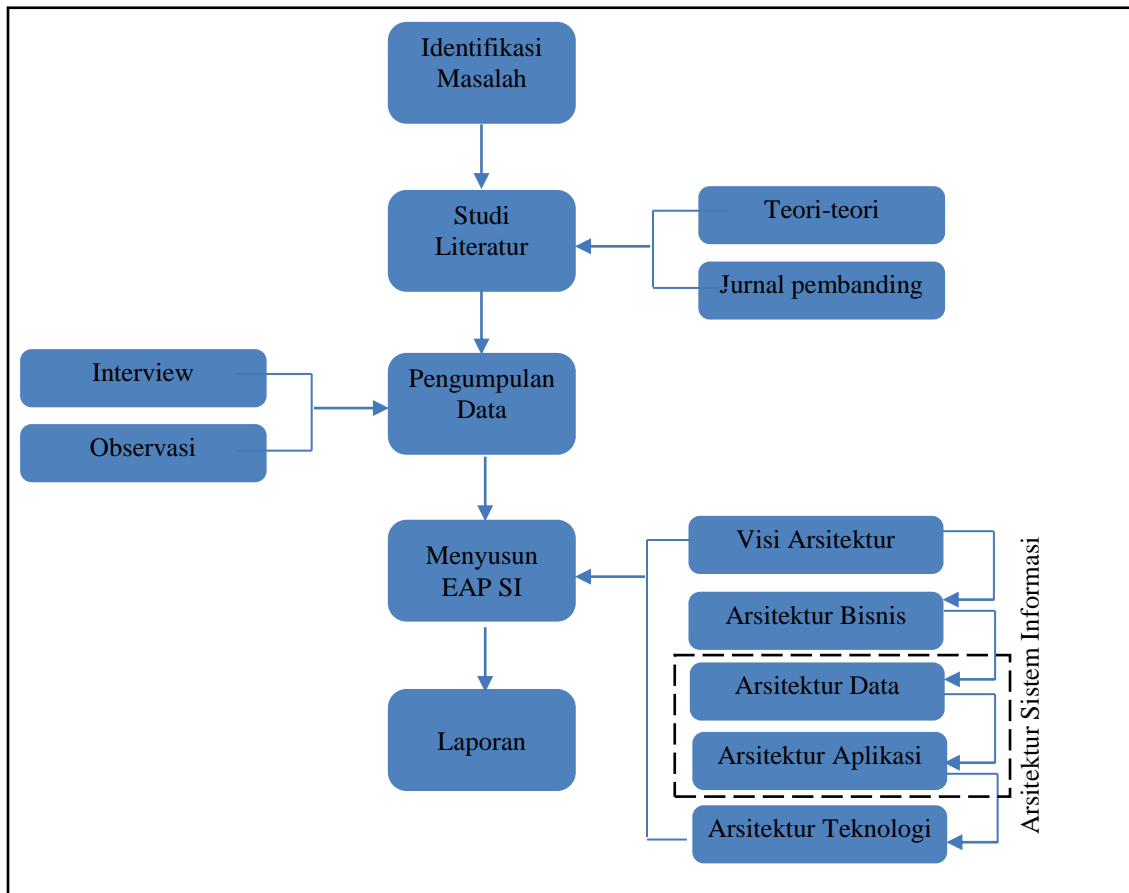 Identifikasi
Masalah
Studi
Literatur
Teori-teori
Jurnal pembanding
Interview
Observasi
Pengumpulan
Data
Menyusun
EAP SI
Visi Arsitektur
Arsitektur Bisnis
Arsitektur Data
Arsitektur Aplikasi
Arsitektur Teknologi
Arsitektur Sistem Informasi
Laporan